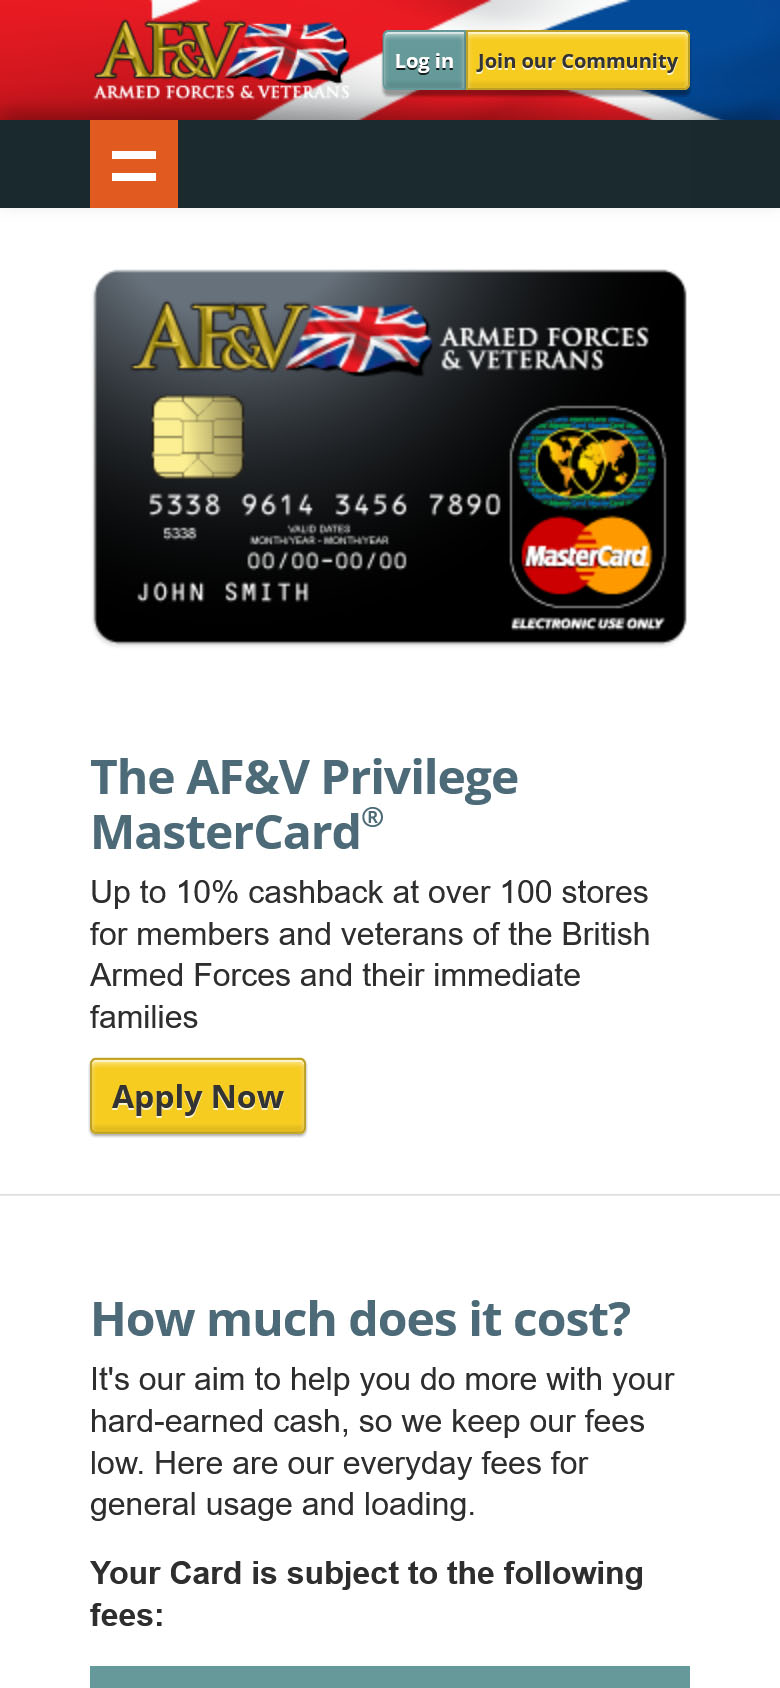 AF&V
ARMED FORCES & VETERANS
Log in
Join our Community
AF&V
ARMED FORCES
& VETERANS
5338 9614 3456 7890
5338
VALID DATES
MONTH/YEAR - MONTH/YEAR
00/00-00/00
JOHN SMITH
MasterCard
ELECTRONIC USE ONLY
The AF&V Privilege
MasterCard®
Up to 10% cashback at over 100 stores
for members and veterans of the British
Armed Forces and their immediate
families
Apply Now
How much does it cost?
It's our aim to help you do more with your
hard-earned cash, so we keep our fees
low. Here are our everyday fees for
general usage and loading.
Your Card is subject to the following
fees: